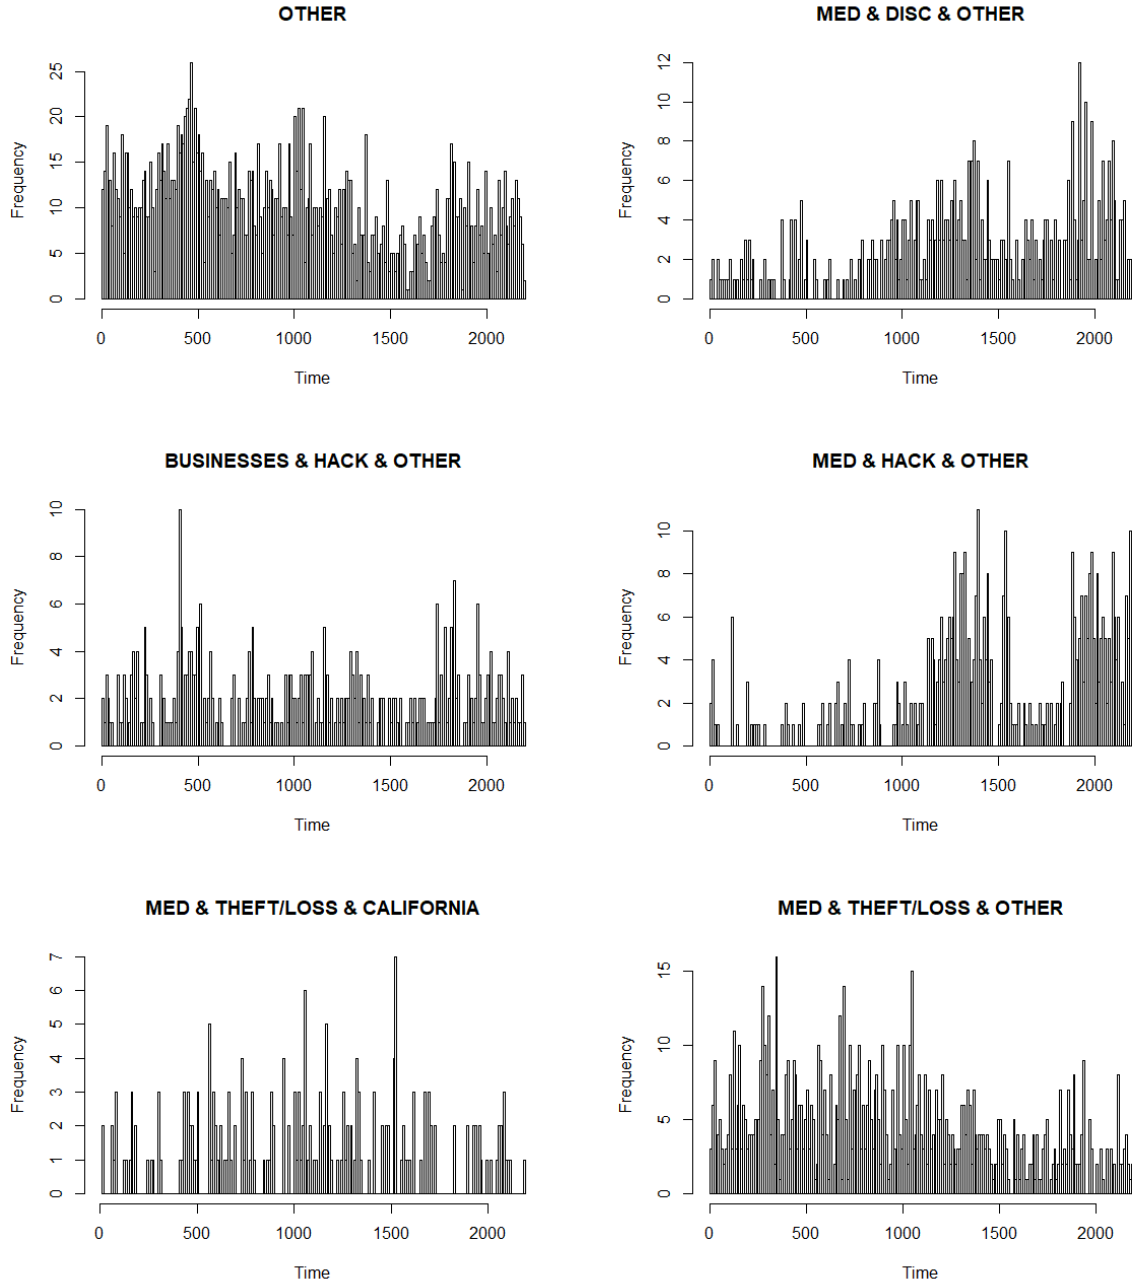 OTHER
Frequency
0 5 10 15 20 25
0 500 1000 1500 2000
Time
MED & DISC & OTHER
Frequency
0 2 4 6 8 10 12
0 500 1000 1500 2000
Time
BUSINESSES & HACK & OTHER
Frequency
0 2 4 6 8 10
0 500 1000 1500 2000
Time
MED & HACK & OTHER
Frequency
0 2 4 6 8 10
0 500 1000 1500 2000
Time
MED & THEFT/LOSS & CALIFORNIA
Frequency
0 1 2 3 4 5 6 7
0 500 1000 1500 2000
Time
MED & THEFT/LOSS & OTHER
Frequency
0 5 10 15
0 500 1000 1500 2000
Time